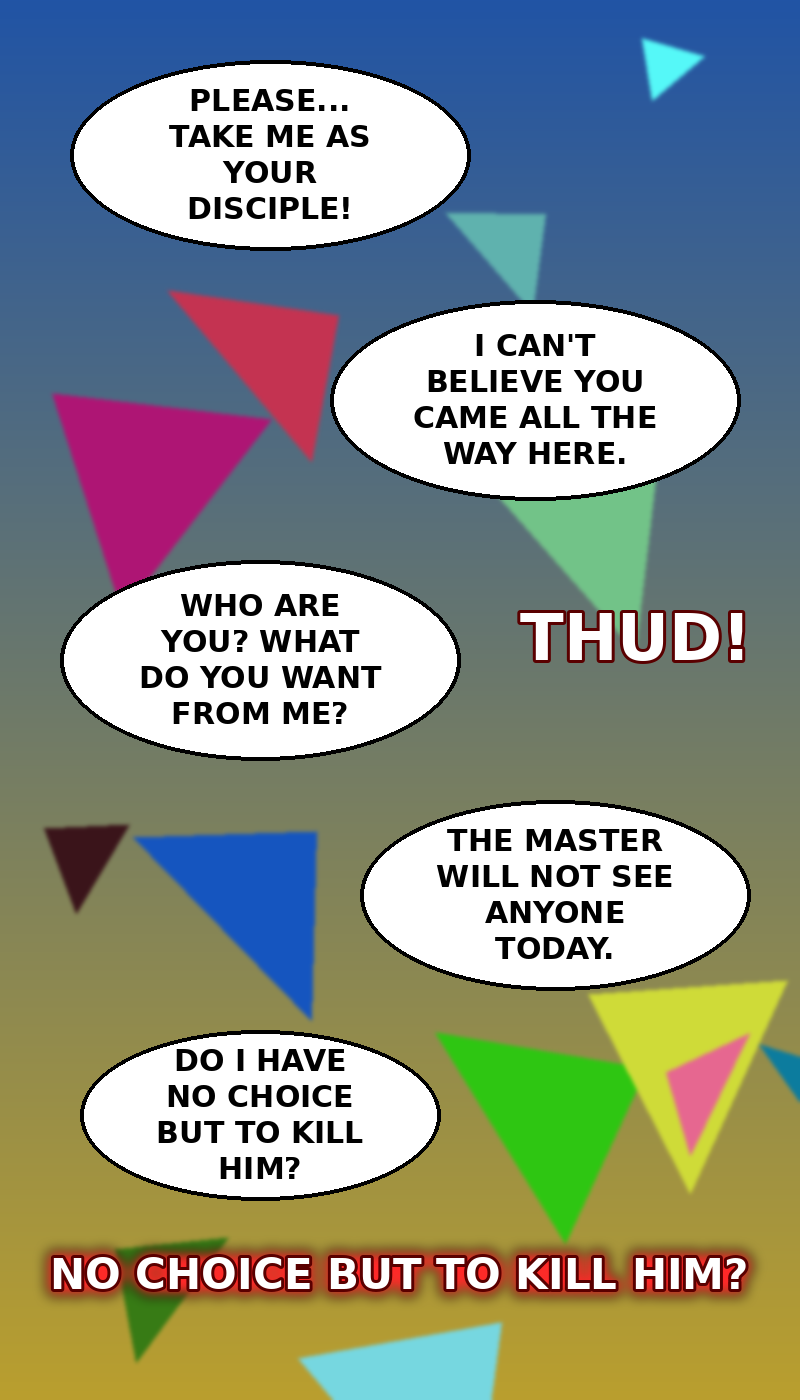 PLEASE...
TAKE ME AS
YOUR
DISCIPLE!
I CAN'T
BELIEVE YOU
CAME ALL THE
WAY HERE.
WHO ARE
YOU? WHAT
DO YOU WANT
FROM ME?
THUD!
THE MASTER
WILL NOT SEE
ANYONE
TODAY.
DO I HAVE
NO CHOICE
BUT TO KILL
HIM?
NO CHOICE BUT TO KILL HIM?